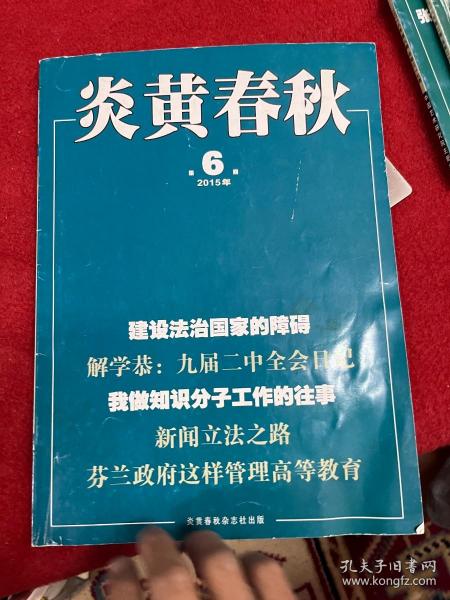 炎黄春秋
第6期
2015年
建设法治国家的障碍
解学恭：九届二中全会日记
我做知识分子工作的往事
新闻立法之路
芬兰政府这样管理高等教育
炎黄春秋杂志社出版
孔夫子旧书网
www.kongfz.com